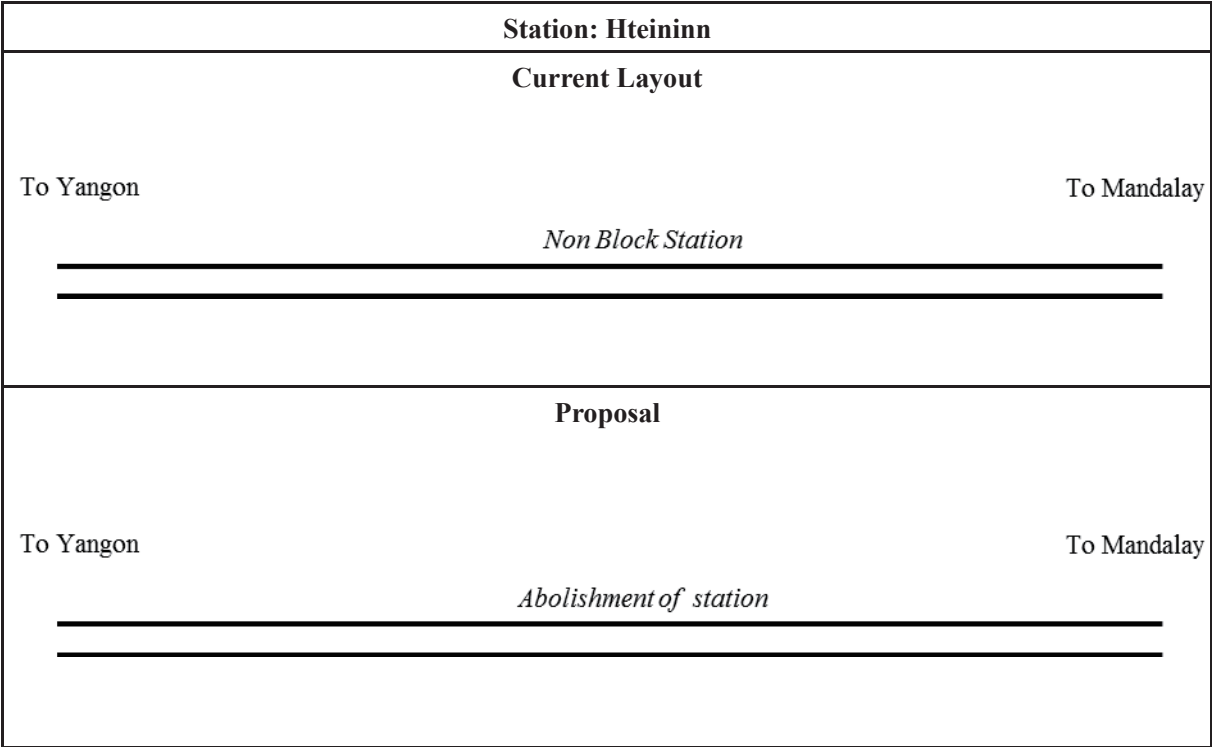 Station: Hteininn
Current Layout
To Yangon
To Mandalay
Non Block Station
Proposal
To Yangon
To Mandalay
Abolishment of station